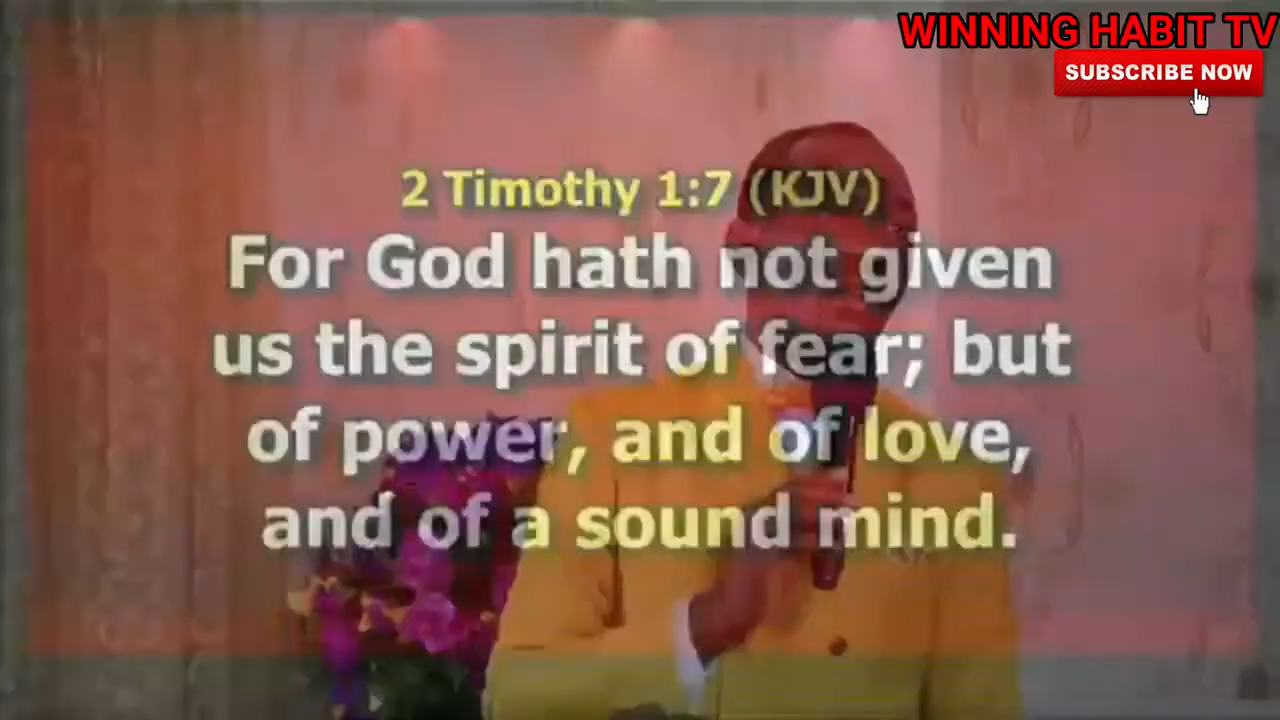 WINNING HABIT TV
SUBSCRIBE NOW
2 Timothy 1:7 (KJV)
For God hath not given
us the spirit of fear; but
of power, and of love,
and of a sound mind.